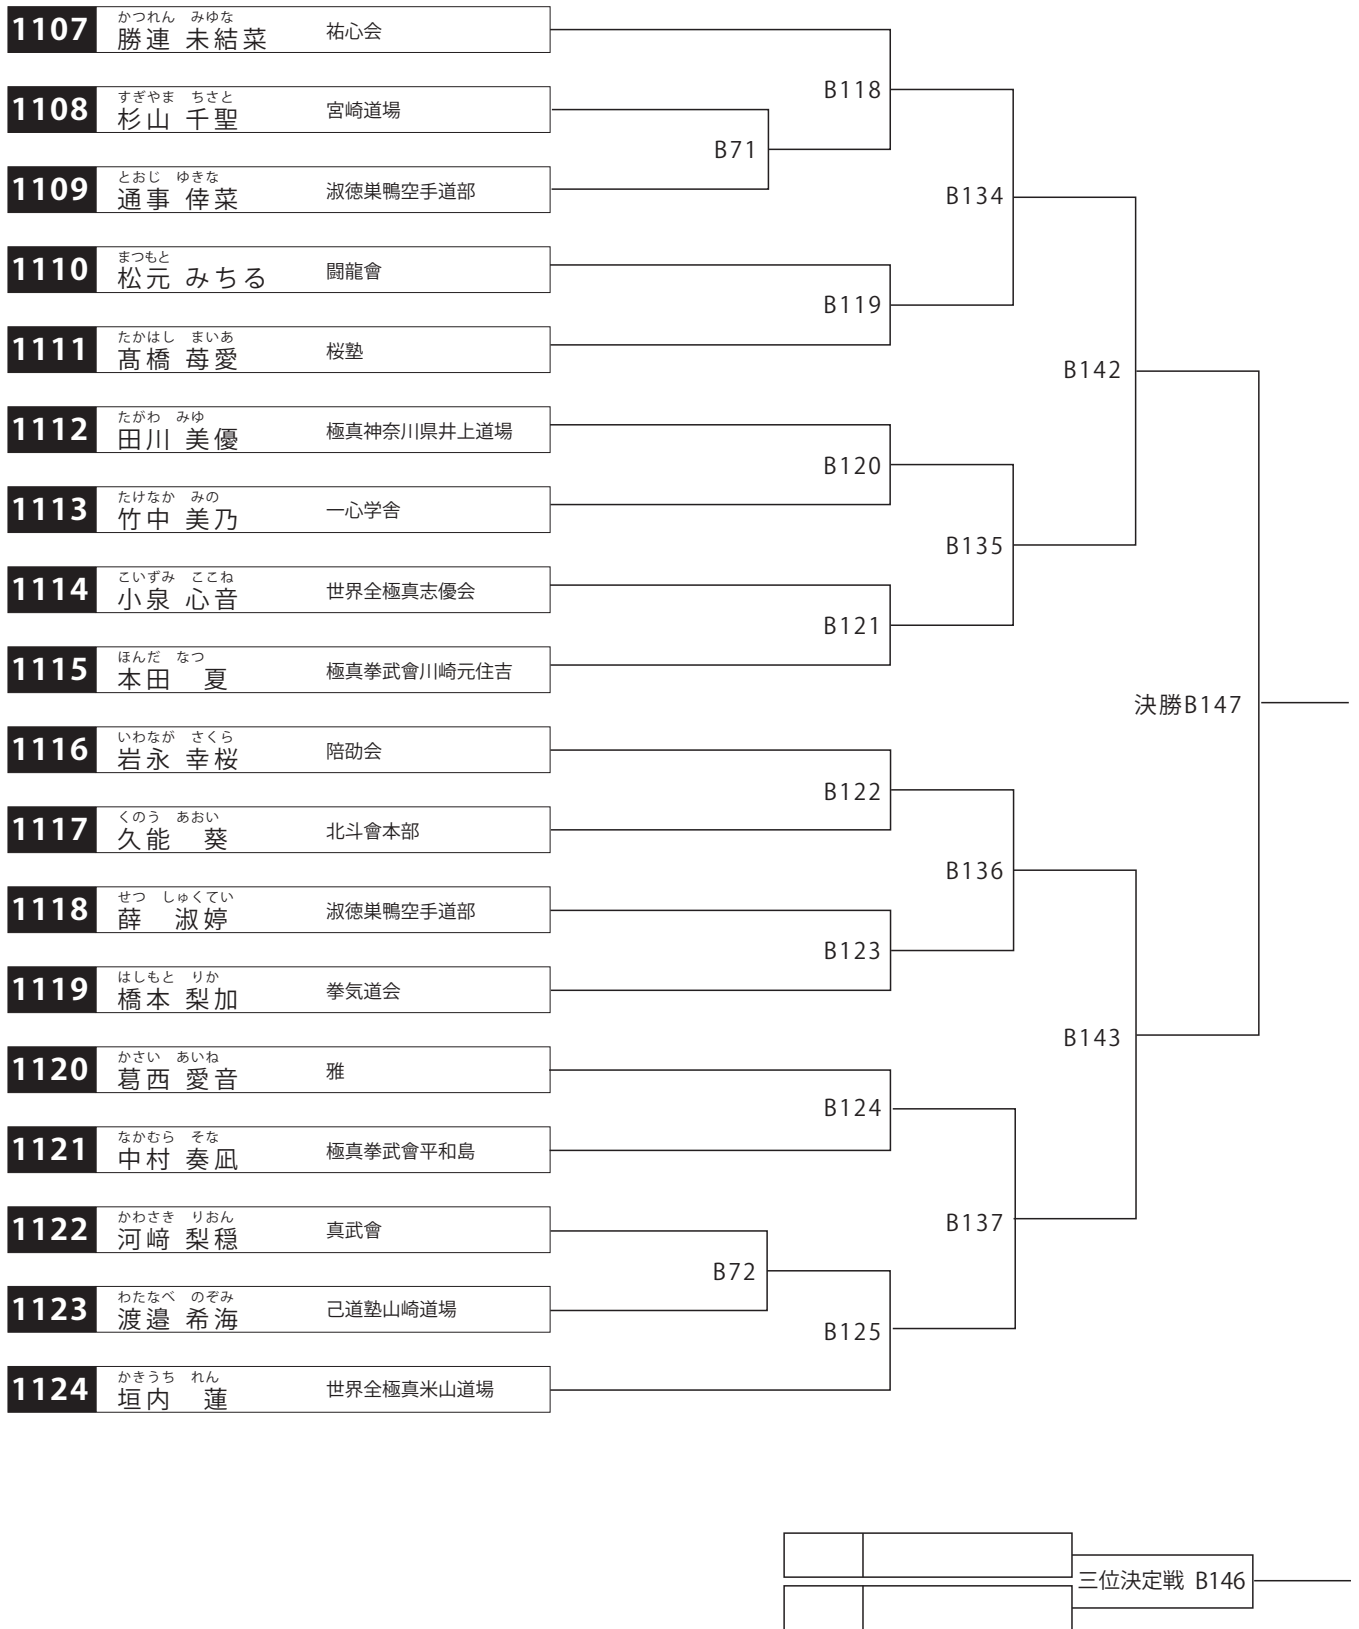 かつれん みゆな
1107 勝連 未結菜 祐心会
すぎやま ちさと
1108 杉山 千聖 宮崎道場
B118
B71
とおじ ゆきな
1109 通事 倖菜 淑徳巣鴨空手道部
B134
まつもと
1110 松元 みちる 闘龍會
B119
たかはし まいあ
1111 髙橋 苺愛 桜塾
B142
たがわ みゆ
1112 田川 美優 極真神奈川県井上道場
B120
たけなか みの
1113 竹中 美乃 一心学舎
B135
こいずみ ここね
1114 小泉 心音 世界全極真志優会
B121
ほんだ なつ
1115 本田 夏 極真拳武會川崎元住吉
決勝B147
いわなが さくら
1116 岩永 幸桜 陪劭会
B122
くのう あおい
1117 久能 葵 北斗會本部
B136
せつ しゅくてい
1118 薛 淑婷 淑徳巣鴨空手道部
B123
はしもと りか
1119 橋本 梨加 拳気道会
B143
かさい あいね
1120 葛西 愛音 雅
B124
なかむら そな
1121 中村 奏凪 極真拳武會平和島
かわさき りおん
1122 河﨑 梨穏 真武會
B137
B72
わたなべ のぞみ
1123 渡邉 希海 己道塾山崎道場
B125
かきうち れん
1124 垣内 蓮 世界全極真米山道場
三位決定戦 B146